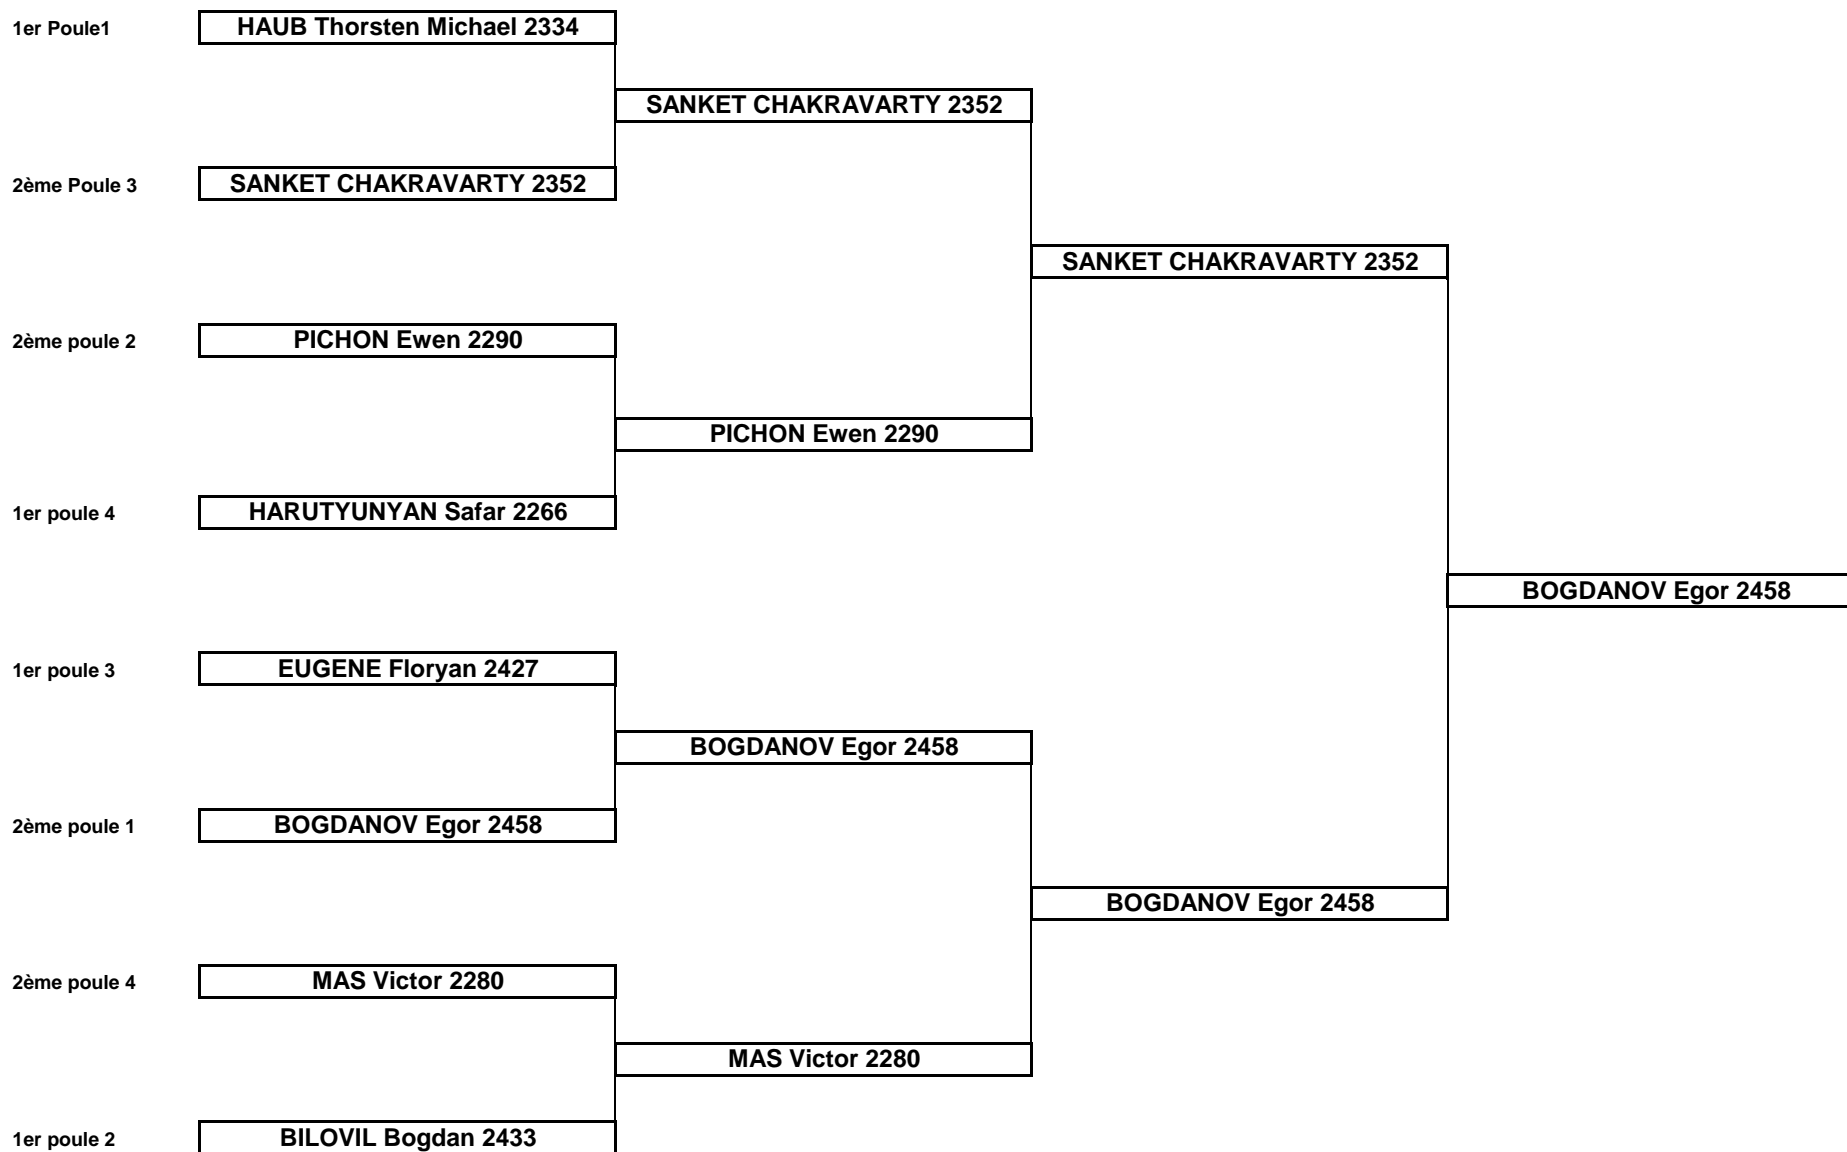 1er Poule1
HAUB Thorsten Michael 2334
SANKET CHAKRAVARTY 2352
2ème Poule 3
SANKET CHAKRAVARTY 2352
SANKET CHAKRAVARTY 2352
2ème poule 2
PICHON Ewen 2290
PICHON Ewen 2290
1er poule 4
HARUTYUNYAN Safar 2266
BOGDANOV Egor 2458
1er poule 3
EUGENE Floryan 2427
BOGDANOV Egor 2458
2ème poule 1
BOGDANOV Egor 2458
BOGDANOV Egor 2458
2ème poule 4
MAS Victor 2280
MAS Victor 2280
1er poule 2
BILOVIL Bogdan 2433